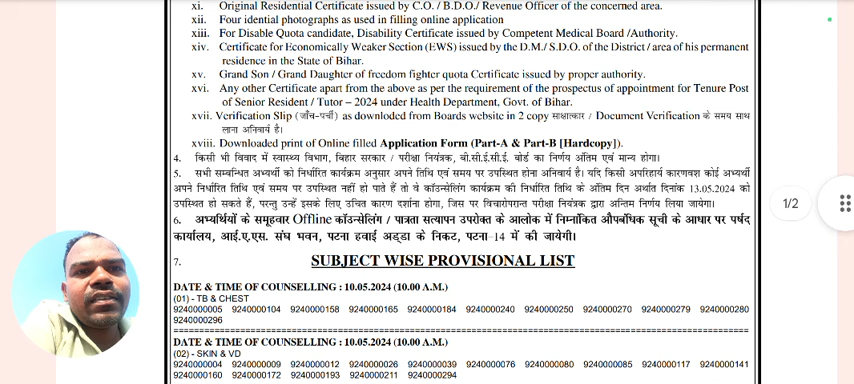 xi. Original Residential Certificate issued by C.O. / B.D.O./ Revenue Officer of the concerned area.
xii. Four idential photographs as used in filling online application
xiii. For Disable Quota candidate, Disability Certificate issued by Competent Medical Board /Authority.
xiv. Certificate for Economically Weaker Section (EWS) issued by the D.M./ S.D.O. of the District / area of his permanent
residence in the State of Bihar.
xv. Grand Son / Grand Daughter of freedom fighter quota Certificate issued by proper authority.
xvi. Any other Certificate apart from the above as per the requirement of the prospectus of appointment for Tenure Post
of Senior Resident / Tutor – 2024 under Health Department, Govt. of Bihar.
xvii. Verification Slip (जाँच-पर्ची) as downloded from Boards website in 2 copy साक्षात्कार / Document Verification के समय साथ
लाना अनिवार्य है।
xviii. Downloaded print of Online filled Application Form (Part-A & Part-B [Hardcopy]).
4. किसी भी विवाद में स्वास्थ्य विभाग, बिहार सरकार / परीक्षा नियंत्रक, बी.सी.ई.सी.ई. बोर्ड का निर्णय अंतिम एवं मान्य होगा।
5. सभी सम्बन्धित अभ्यर्थी को निर्धारित कार्यक्रम अनुसार अपने तिथि एवं समय पर उपस्थित होना अनिवार्य है। यदि किसी अपरिहार्य कारणवश कोई अभ्यर्थी
अपने निर्धारित तिथि एवं समय पर उपस्थित नहीं हो पाते हैं तो वे कॉउन्सेलिंग कार्यक्रम की निर्धारित तिथि के अंतिम दिन अर्थात दिनांक 13.05.2024 को
उपस्थित हो सकते हैं, परन्तु उन्हें इसके लिए उचित कारण दर्शाना होगा, जिस पर विचारोपरान्त परीक्षा नियंत्रक द्वारा अन्तिम निर्णय लिया जायेगा।
1/2
6. अभ्यर्थियों के समूहवार Offline कॉउन्सेलिंग / पात्रता सत्यापन उपरोक्त के आलोक में निम्नांकित औपबंधिक सूची के आधार पर पर्षद
कार्यालय, आई.ए.एस. संघ भवन, पटना हवाई अड्डा के निकट, पटना-14 में की जायेगी।
7. SUBJECT WISE PROVISIONAL LIST
DATE & TIME OF COUNSELLING : 10.05.2024 (10.00 A.M.)
(01) - TB & CHEST
9240000005 9240000104 9240000158 9240000165 9240000184 9240000240 9240000250 9240000270 9240000279 9240000280
9240000296
DATE & TIME OF COUNSELLING : 10.05.2024 (10.00 A.M.)
(02) - SKIN & VD
9240000004 9240000009 9240000012 9240000026 9240000039 9240000076 9240000080 9240000085 9240000117 9240000141
9240000160 9240000172 9240000193 9240000211 9240000294